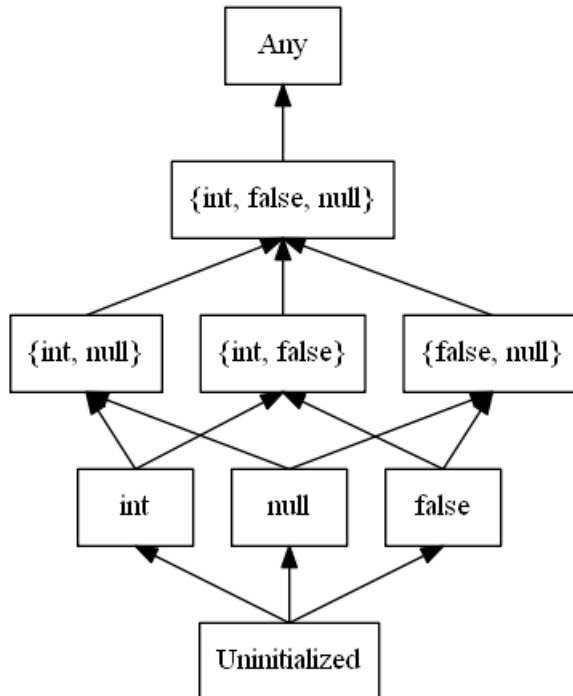 Any
{int, false, null}
{int, null}
{int, false}
{false, null}
int
null
false
Uninitialized